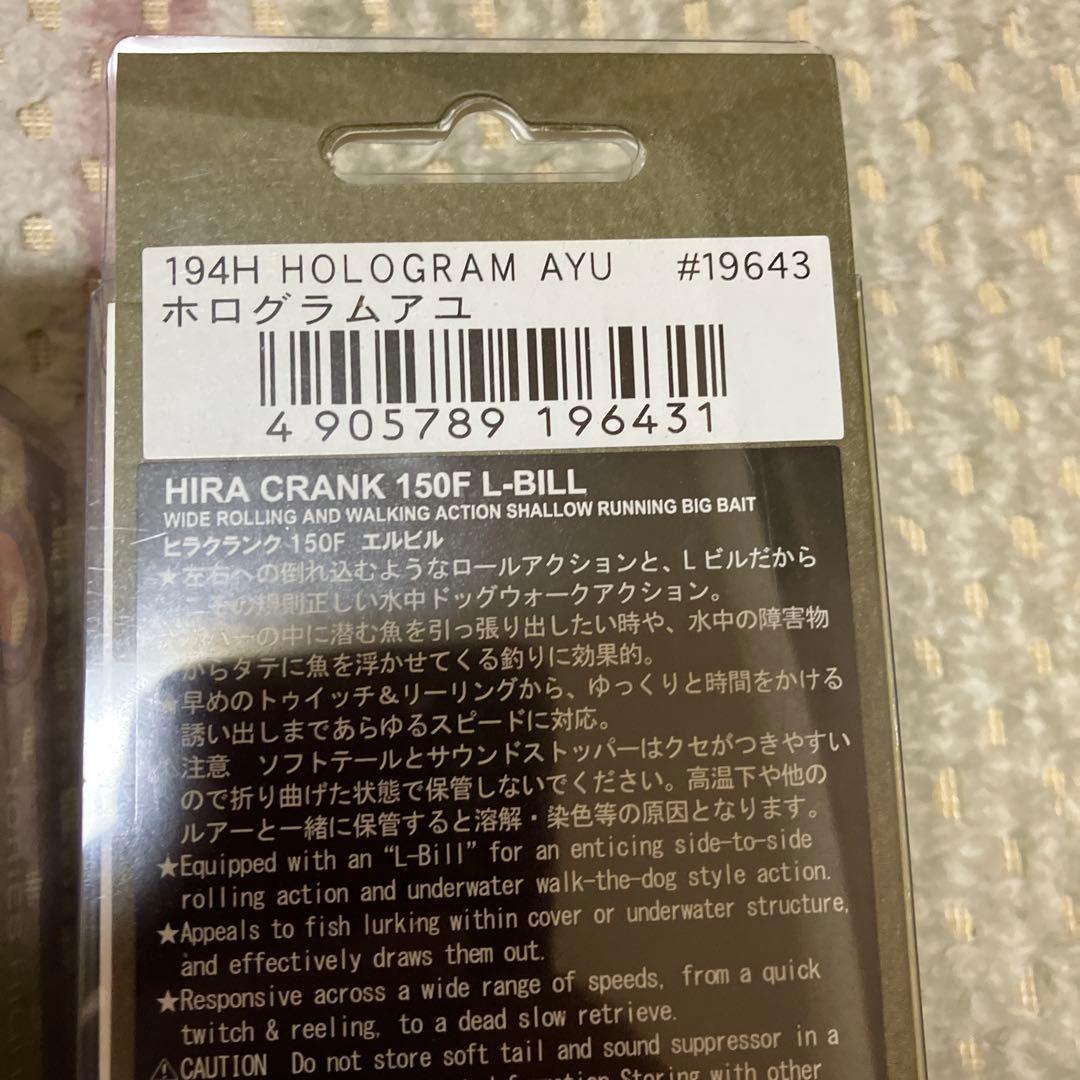 194H HOLOGRAM AYU #19643
ホログラムアユ
4 905789 196431
HIRA CRANK 150F L-BILL
WIDE ROLLING AND WALKING ACTION SHALLOW RUNNING BIG BAIT
ヒラクランク 150F エルビル
★左右への倒れ込むようなロールアクションと、Lビルだから
こその規則正しい水中ドッグウォークアクション。
★カバーの中に潜む魚を引っ張り出したい時や、水中の障害物
からタテに魚を浮かせてくる釣りに効果的。
★早めのトゥイッチ&リーリングから、ゆっくりと時間をかける
誘い出しまであらゆるスピードに対応。
⚠注意 ソフトテールとサウンドストッパーはクセがつきやすい
ので折り曲げた状態で保管しないでください。高温下や他の
ルアーと一緒に保管すると溶解・染色等の原因となります。
★Equipped with an “L-Bill” for an enticing side-to-side
rolling action and underwater walk-the-dog style action.
★Appeals to fish lurking within cover or underwater structure,
and effectively draws them out.
★Responsive across a wide range of speeds, from a quick
twitch & reeling, to a dead slow retrieve.
⚠CAUTION Do not store soft tail and sound suppressor in a
Storing with other